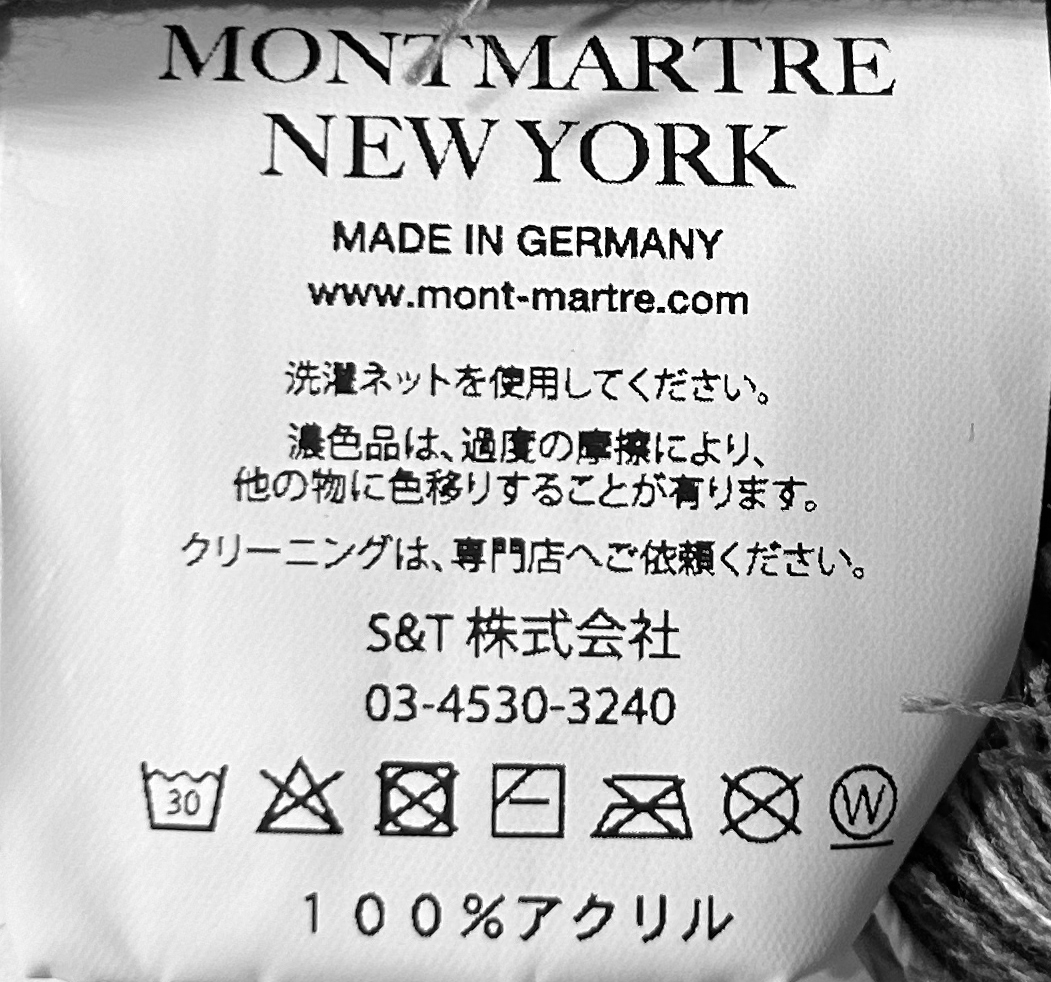 MONTMARTRE
NEW YORK
MADE IN GERMANY
www.mont-martre.com
洗濯ネットを使用してください。
濃色品は、過度の摩擦により、
他の物に色移りすることが有ります。
クリーニングは、専門店へご依頼ください。
S&T 株式会社
03-4530-3240
30 W
100%アクリル